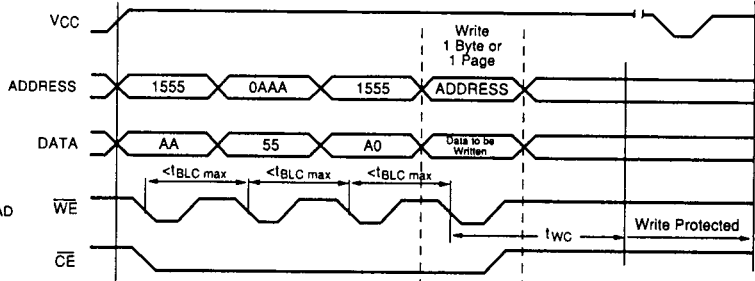 VCC
Write
1 Byte or
1 Page
ADDRESS 1555 0AAA 1555 ADDRESS
DATA AA 55 A0 Data to be
Written
<tBLC max <tBLC max <tBLC max
AD WE
tWC Write Protected
CE